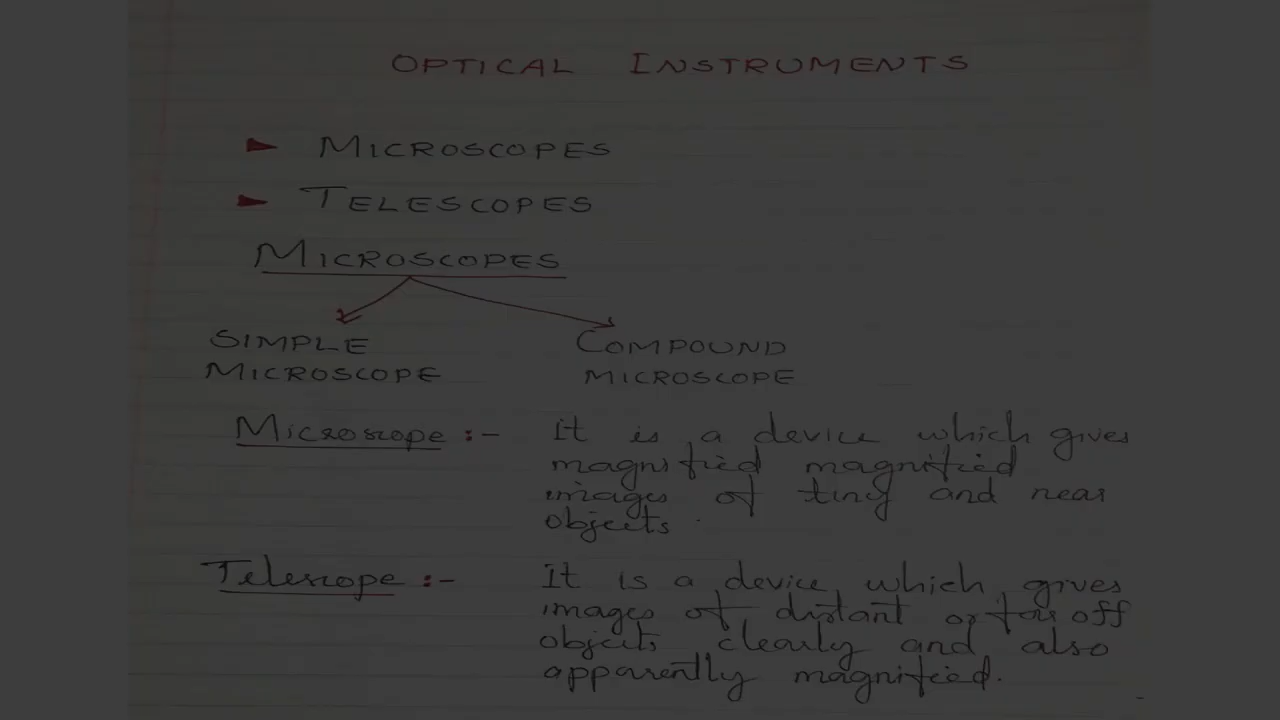 OPTICAL INSTRUMENTS
MICROSCOPES
TELESCOPES
MICROSCOPES
SIMPLE COMPOUND
MICROSCOPE MICROSCOPE
Microscope :- It is a device which gives
magnified magnified
images of tiny and near
objects.
Telescope :- It is a device which gives
images of distant or far off
objects clearly and also
apparently magnified.